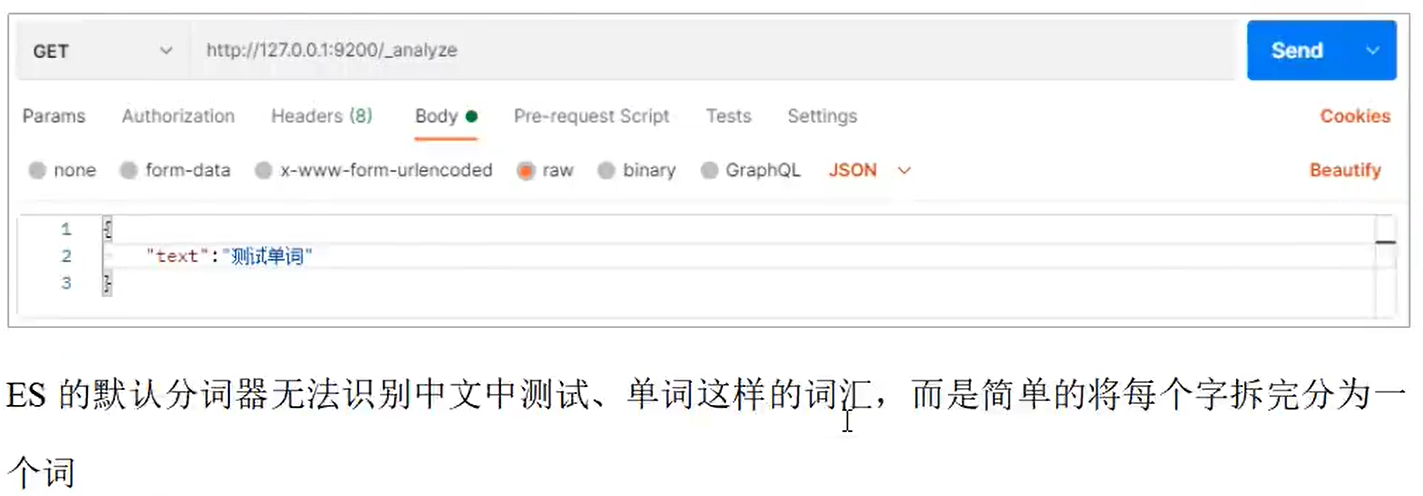 GET http://127.0.0.1:9200/_analyze Send
Params Authorization Headers (8) Body Pre-request Script Tests Settings Cookies
none form-data x-www-form-urlencoded raw binary GraphQL JSON Beautify
1 {
2 "text":"测试单词"
3 }
ES 的默认分词器无法识别中文中测试、单词这样的词汇，而是简单的将每个字拆完分为一
个词